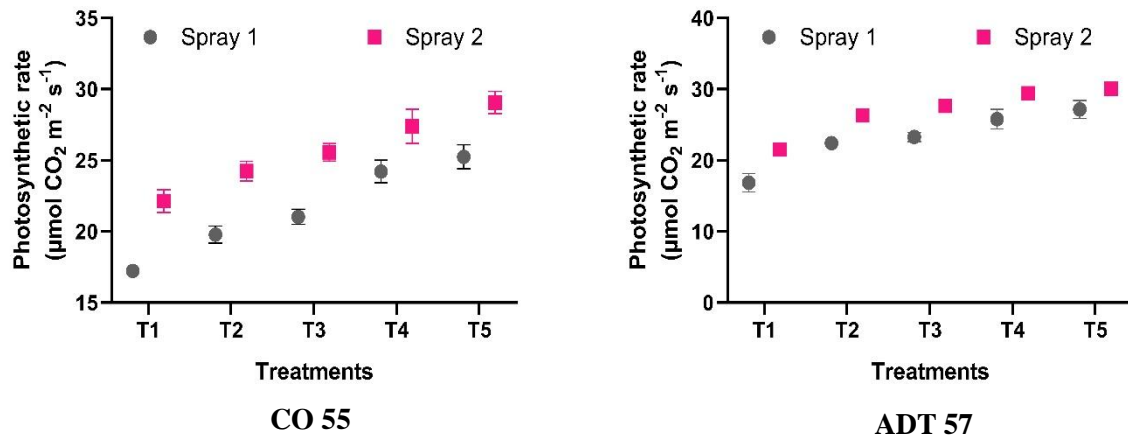 35
30
25
20
15
Photosynthetic rate
(µmol CO₂ m⁻² s⁻¹)
Spray 1
Spray 2
T1 T2 T3 T4 T5
Treatments
CO 55
40
30
20
10
0
Photosynthetic rate
(µmol CO₂ m⁻² s⁻¹)
Spray 1
Spray 2
T1 T2 T3 T4 T5
Treatments
ADT 57